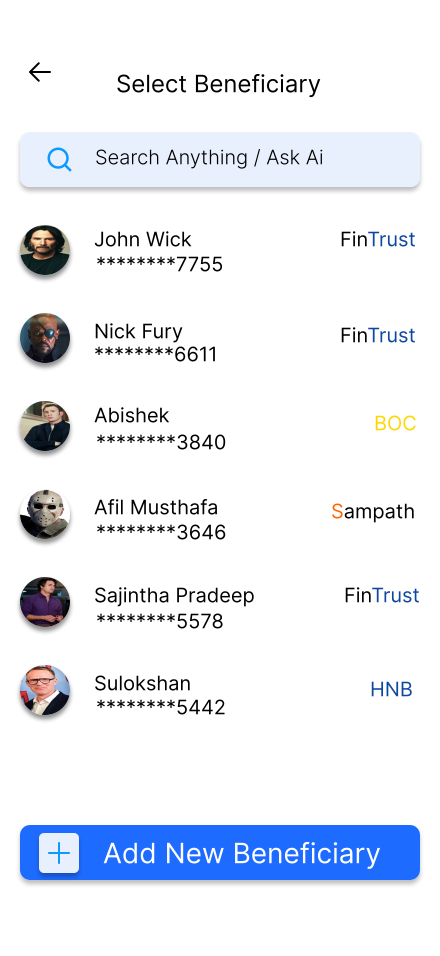 Select Beneficiary
Search Anything / Ask Ai
John Wick
FinTrust
********7755
Nick Fury
FinTrust
********6611
Abishek
BOC
********3840
Afil Musthafa
Sampath
********3646
Sajintha Pradeep
FinTrust
********5578
Sulokshan
HNB
********5442
Add New Beneficiary